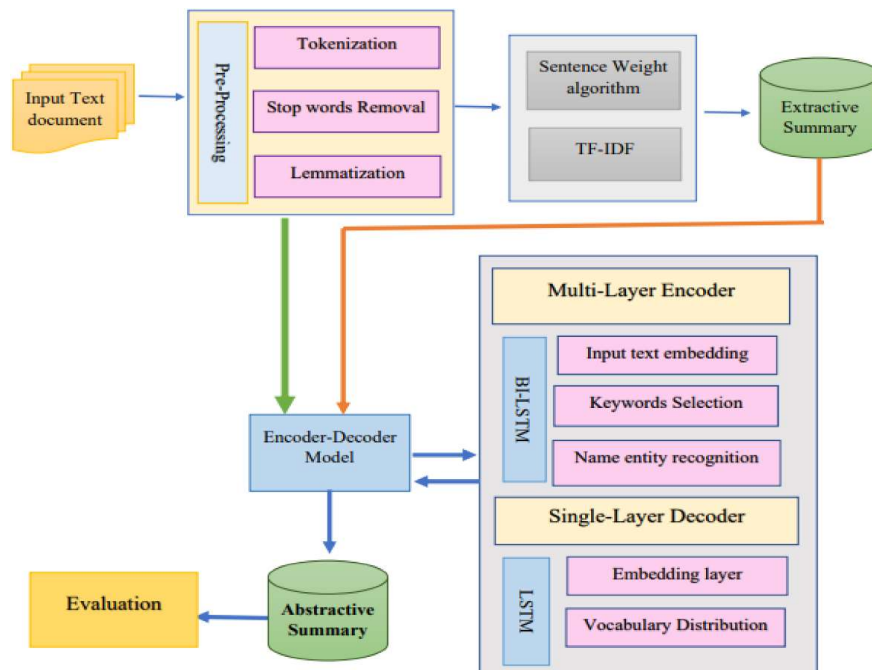 Input Text
document
Pre-Processing
Tokenization
Stop words Removal
Lemmatization
Sentence Weight
algorithm
TF-IDF
Extractive
Summary
Multi-Layer Encoder
BI-LSTM
Input text embedding
Keywords Selection
Name entity recognition
Encoder-Decoder
Model
Single-Layer Decoder
LSTM
Embedding layer
Vocabulary Distribution
Abstractive
Summary
Evaluation